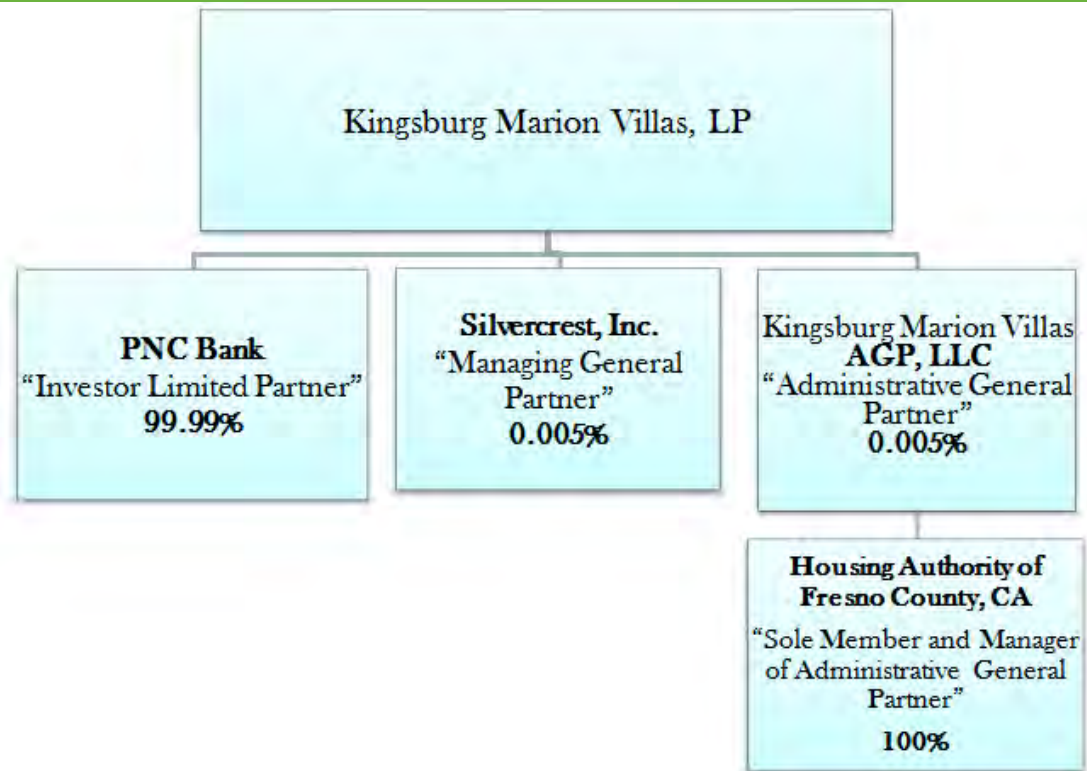 Kingsburg Marion Villas, LP
PNC Bank
“Investor Limited Partner”
99.99%
Silvercrest, Inc.
“Managing General
Partner”
0.005%
Kingsburg Marion Villas
AGP, LLC
“Administrative General
Partner”
0.005%
Housing Authority of
Fresno County, CA
“Sole Member and Manager
of Administrative General
Partner”
100%